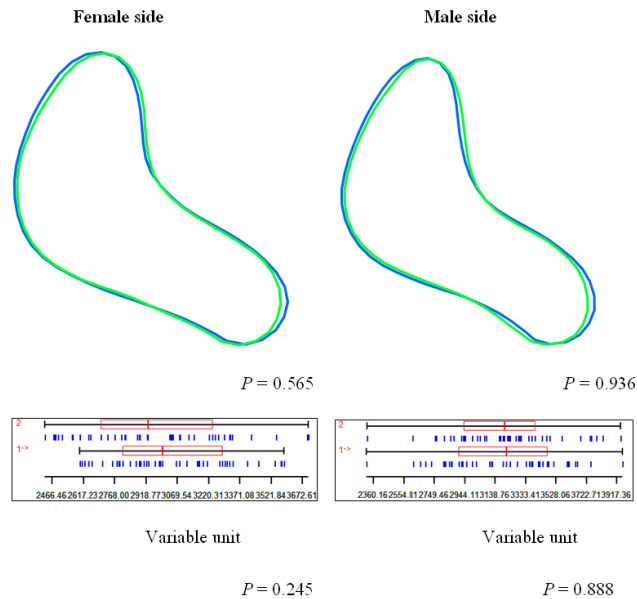 Female side Male side
P = 0.565 P = 0.936
2 2
1-> 1->
2466.46 2617.23 2768.00 2918.77 3069.54 3220.31 3371.08 3521.84 3672.61 2360.16 2554.81 2749.46 2944.11 3138.76 3333.41 3528.06 3722.71 3917.36
Variable unit Variable unit
P = 0.245 P = 0.888